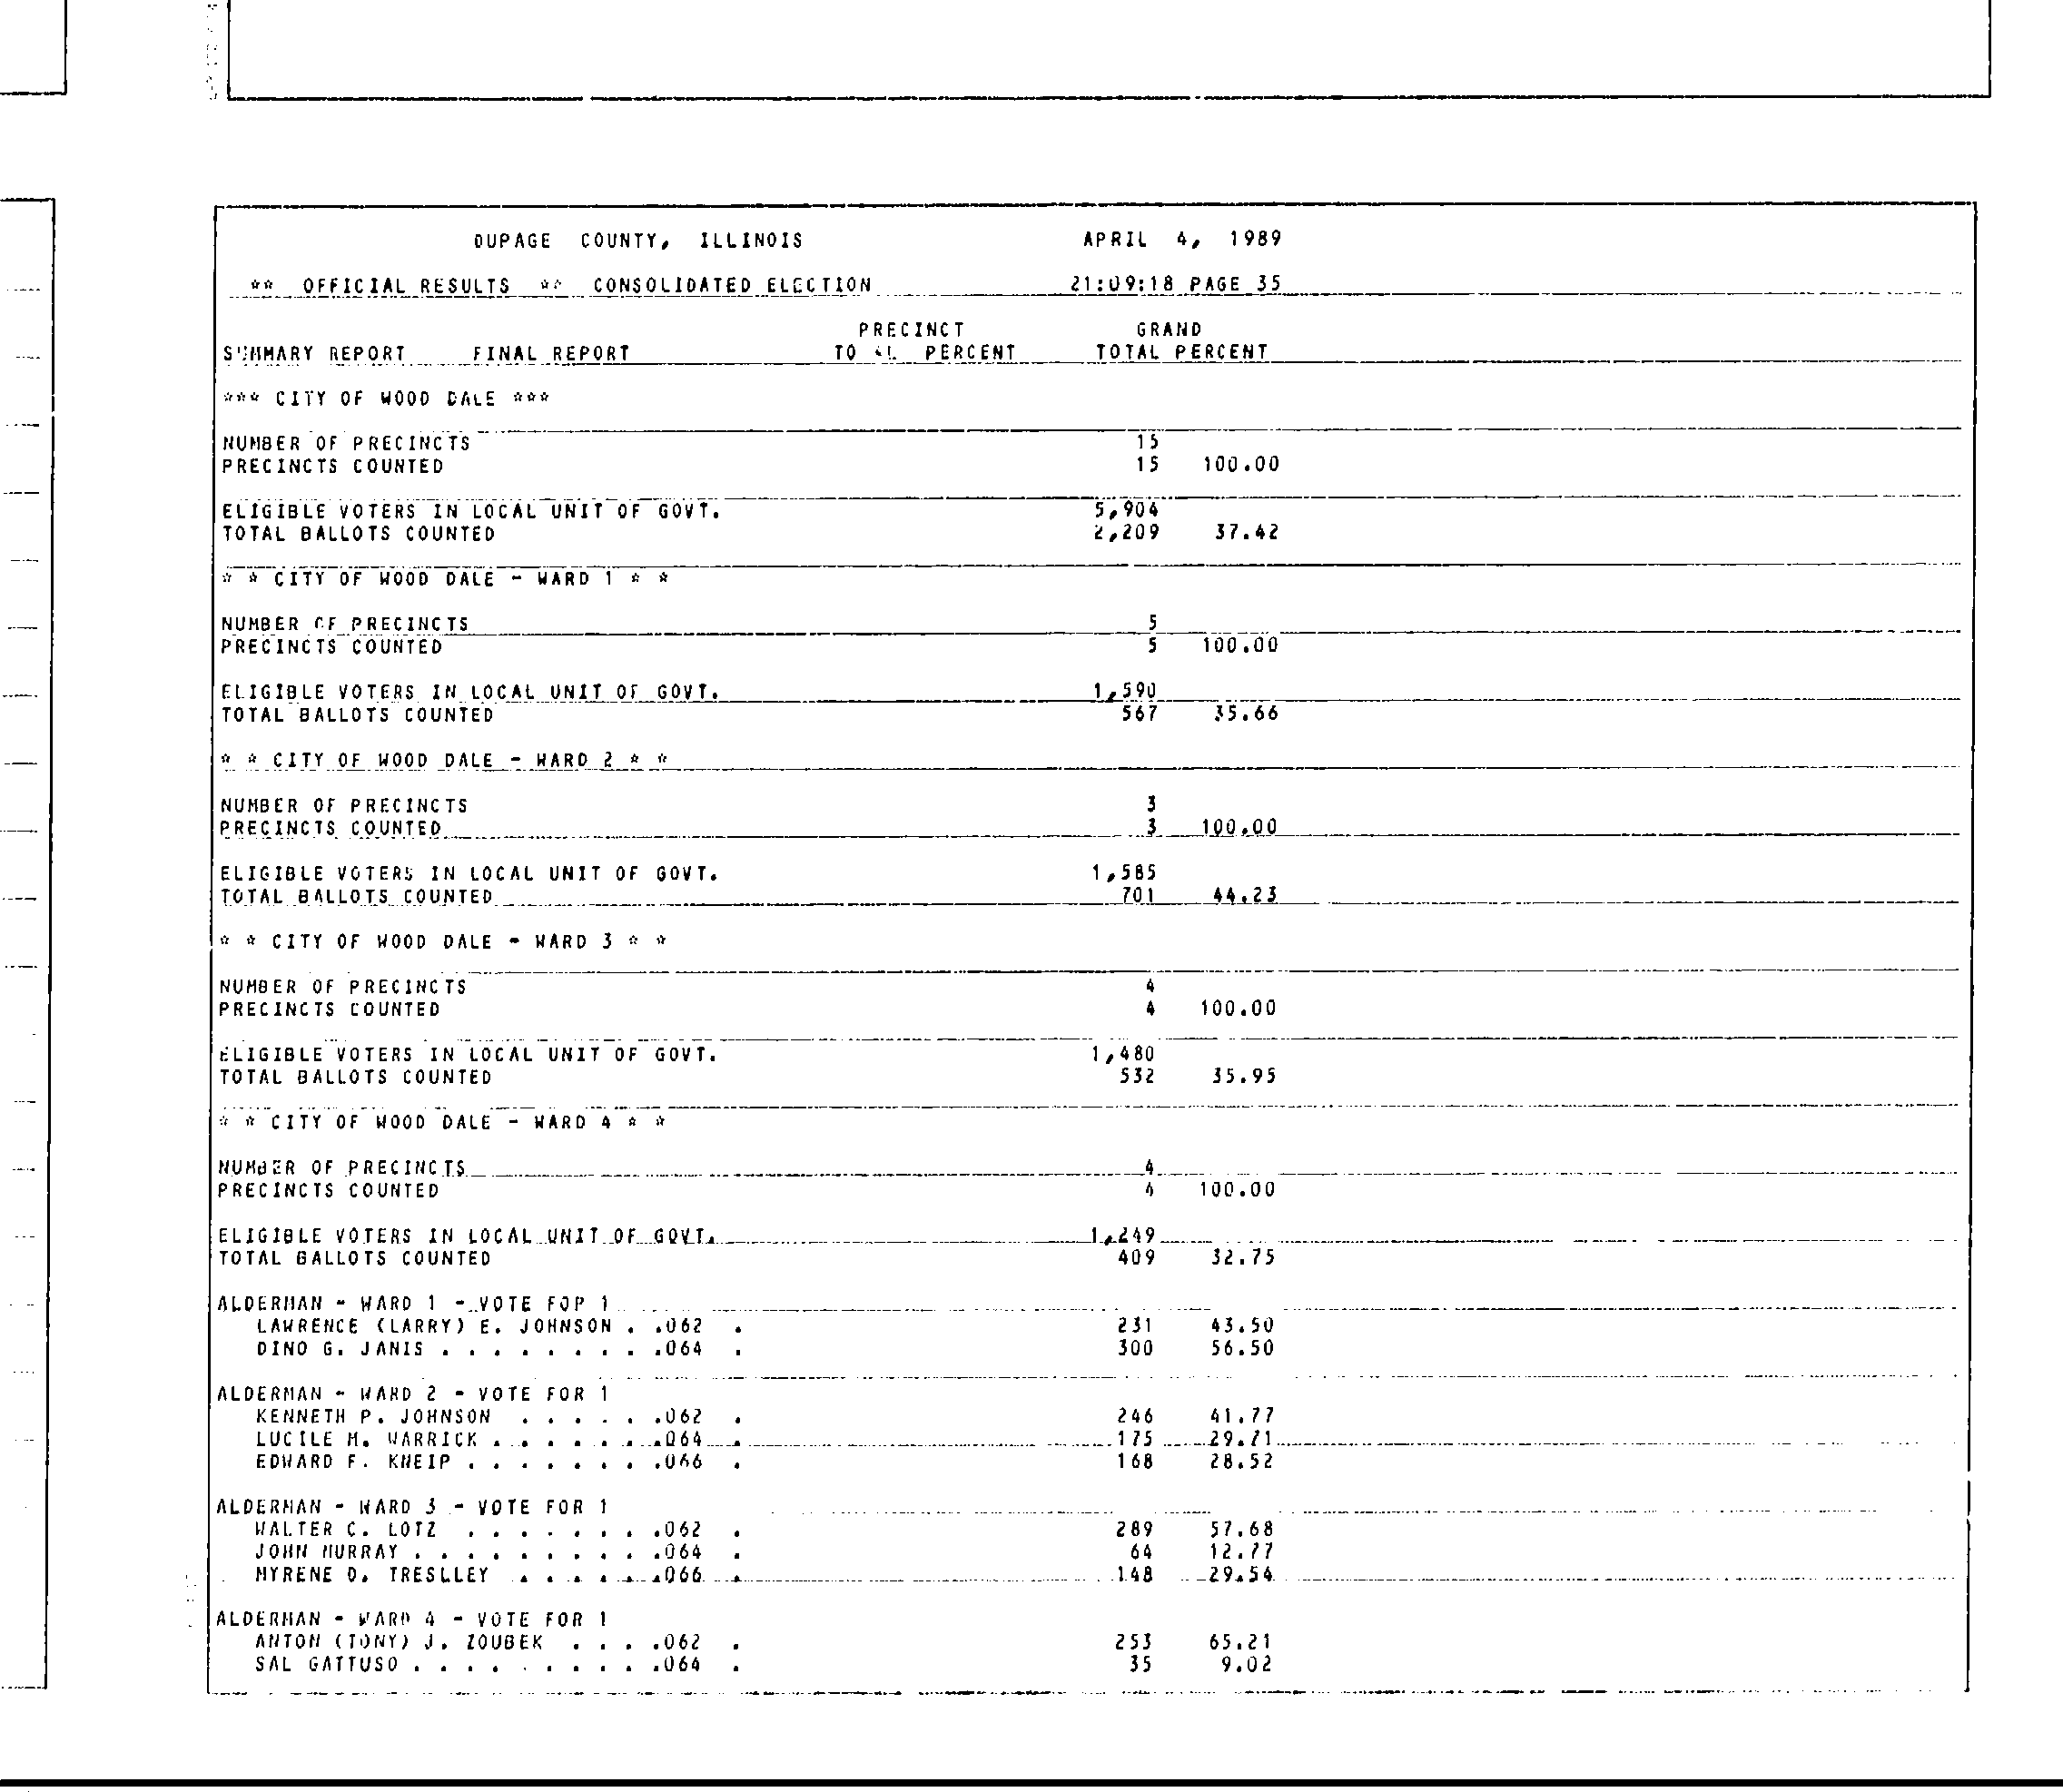 DUPAGE COUNTY, ILLINOIS APRIL 4, 1989
** OFFICIAL RESULTS ** CONSOLIDATED ELECTION 21:09:18 PAGE 35
PRECINCT GRAND
SUMMARY REPORT FINAL REPORT TOTAL PERCENT TOTAL PERCENT
*** CITY OF WOOD DALE ***
NUMBER OF PRECINCTS 15
PRECINCTS COUNTED 15 100.00
ELIGIBLE VOTERS IN LOCAL UNIT OF GOVT. 5,904
TOTAL BALLOTS COUNTED 2,209 37.42
* * CITY OF WOOD DALE - WARD 1 * *
NUMBER OF PRECINCTS 5
PRECINCTS COUNTED 5 100.00
ELIGIBLE VOTERS IN LOCAL UNIT OF GOVT. 1,590
TOTAL BALLOTS COUNTED 567 35.66
* * CITY OF WOOD DALE - WARD 2 * *
NUMBER OF PRECINCTS 3
PRECINCTS COUNTED 3 100.00
ELIGIBLE VOTERS IN LOCAL UNIT OF GOVT. 1,585
TOTAL BALLOTS COUNTED 701 44.23
* * CITY OF WOOD DALE - WARD 3 * *
NUMBER OF PRECINCTS 4
PRECINCTS COUNTED 4 100.00
ELIGIBLE VOTERS IN LOCAL UNIT OF GOVT. 1,480
TOTAL BALLOTS COUNTED 532 35.95
* * CITY OF WOOD DALE - WARD 4 * *
NUMBER OF PRECINCTS 4
PRECINCTS COUNTED 4 100.00
ELIGIBLE VOTERS IN LOCAL UNIT OF GOVT. 1,249
TOTAL BALLOTS COUNTED 409 32.75
ALDERMAN - WARD 1 - VOTE FOR 1
LAWRENCE (LARRY) E. JOHNSON . .062 . 231 43.50
DINO G. JANIS . . . . . . . . .064 . 300 56.50
ALDERMAN - WARD 2 - VOTE FOR 1
KENNETH P. JOHNSON . . . . . .062 . 246 41.77
LUCILE M. WARRICK . . . . . . .064 . 175 29.71
EDWARD F. KNEIP . . . . . . . .066 . 168 28.52
ALDERMAN - WARD 3 - VOTE FOR 1
WALTER C. LOTZ . . . . . . . .062 . 289 57.68
JOHN MURRAY . . . . . . . . . .064 . 64 12.77
MYRENE D. TRESLLEY . . . . . .066 . 148 29.54
ALDERMAN - WARD 4 - VOTE FOR 1
ANTON (TONY) J. ZOUBEK . . . .062 . 253 65.21
SAL GATTUSO . . . . . . . . . .064 . 35 9.02